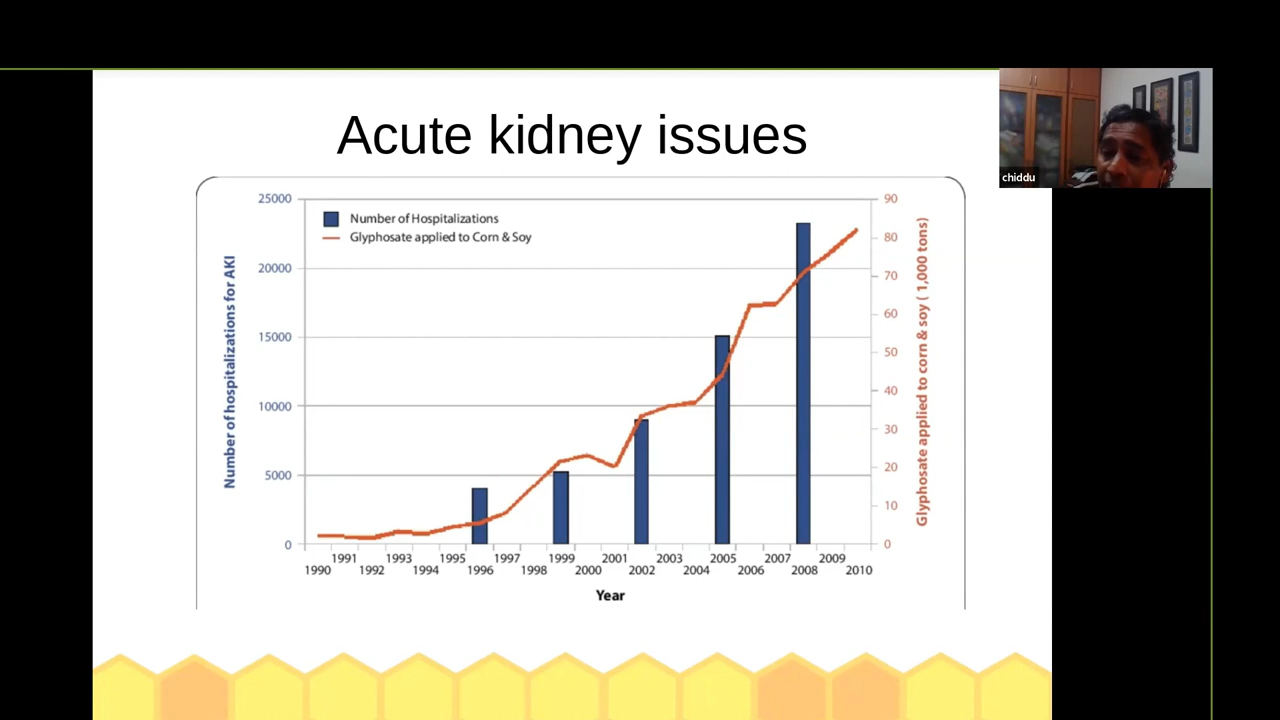 Acute kidney issues
chiddu
Number of Hospitalizations
Glyphosate applied to Corn & Soy
Number of hospitalizations for AKI
25000
20000
15000
10000
5000
0
90
80
70
60
50
40
30
20
10
0
Glyphosate applied to corn & soy ( 1,000 tons)
1991 1993 1995 1997 1999 2001 2003 2005 2007 2009
1990 1992 1994 1996 1998 2000 2002 2004 2006 2008 2010
Year